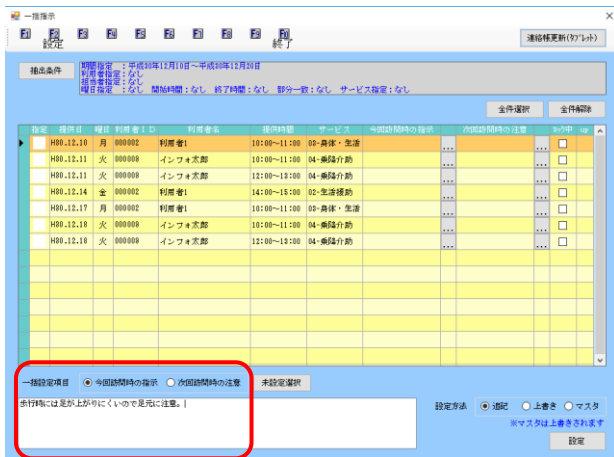 一括指示
F1 F2 F3 F4 F5 F6 F7 F8 F9 F10
設定 終了
連絡帳更新(ﾀﾌﾞﾚｯﾄ)
抽出条件
期間指定 :平成30年12月10日～平成30年12月20日
利用者指定:なし
担当者指定:なし
曜日指定 :なし 開始時間:なし 終了時間:なし 部分一致:なし サービス指定:なし
全件選択 全件解除
指定 提供日 曜日 利用者ID 利用者名 提供時間 サービス 今回訪問時の指示 次回訪問時の注意 ﾛｯｸ中
H30.12.10 月 000002 利用者1 10:00～11:00 03-身体・生活 ... ...
H30.12.11 火 000009 インフォ太郎 10:00～11:00 04-乗降介助 ... ...
H30.12.11 火 000009 インフォ太郎 12:00～13:00 04-乗降介助 ... ...
H30.12.14 金 000002 利用者1 14:00～15:00 02-生活援助 ... ...
H30.12.17 月 000002 利用者1 10:00～11:00 03-身体・生活 ... ...
H30.12.18 火 000009 インフォ太郎 10:00～11:00 04-乗降介助 ... ...
H30.12.18 火 000009 インフォ太郎 12:00～13:00 04-乗降介助 ... ...
一括設定項目 今回訪問時の指示 次回訪問時の注意 未設定選択
歩行時には足が上がりにくいので足元に注意。
設定方法 追記 上書き マスタ
※マスタは上書きされます
設定